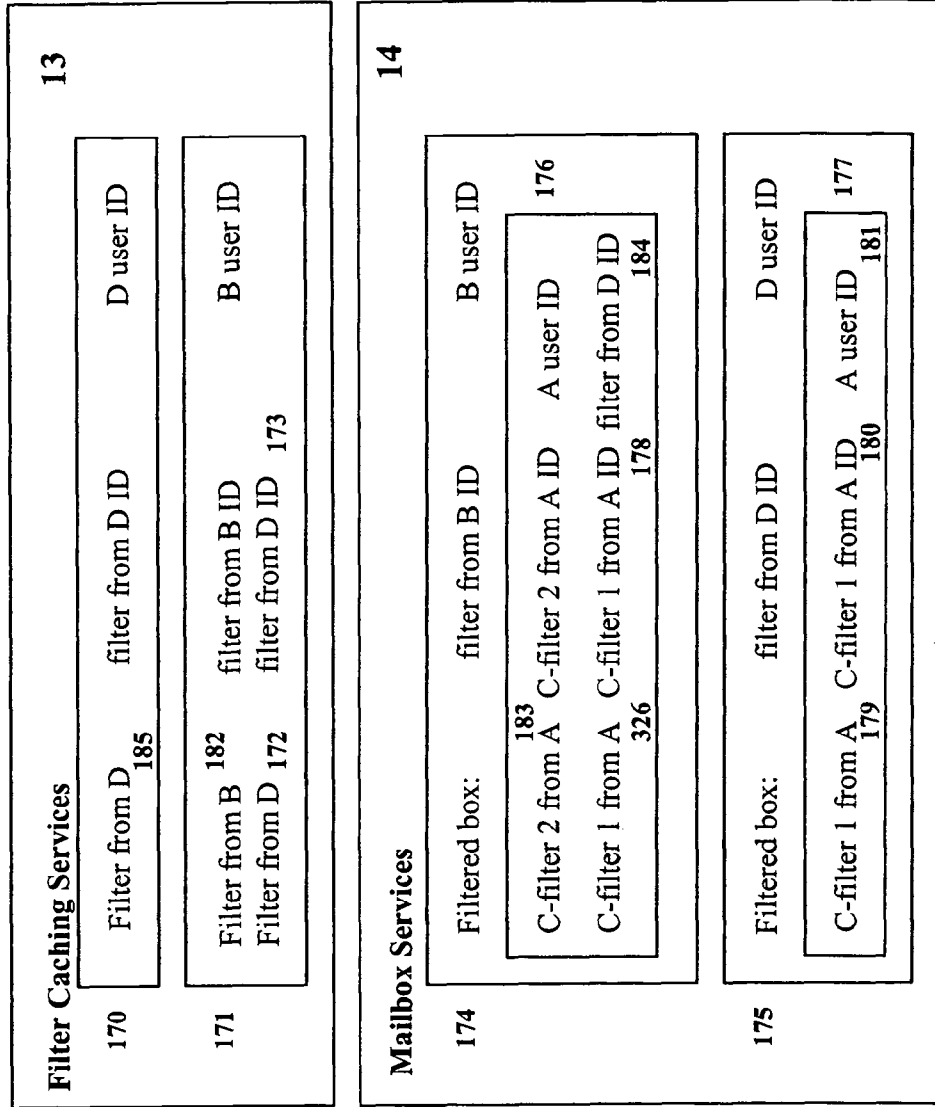 Filter Caching Services
13
170
Filter from D filter from D ID D user ID
185
171
Filter from B 182 filter from B ID B user ID
Filter from D 172 filter from D ID 173
Mailbox Services
14
174
Filtered box: filter from B ID B user ID
183
C-filter 2 from A C-filter 2 from A ID A user ID 176
C-filter 1 from A C-filter 1 from A ID filter from D ID
326 178 184
175
Filtered box: filter from D ID D user ID
C-filter 1 from A C-filter 1 from A ID A user ID 177
179 180 181